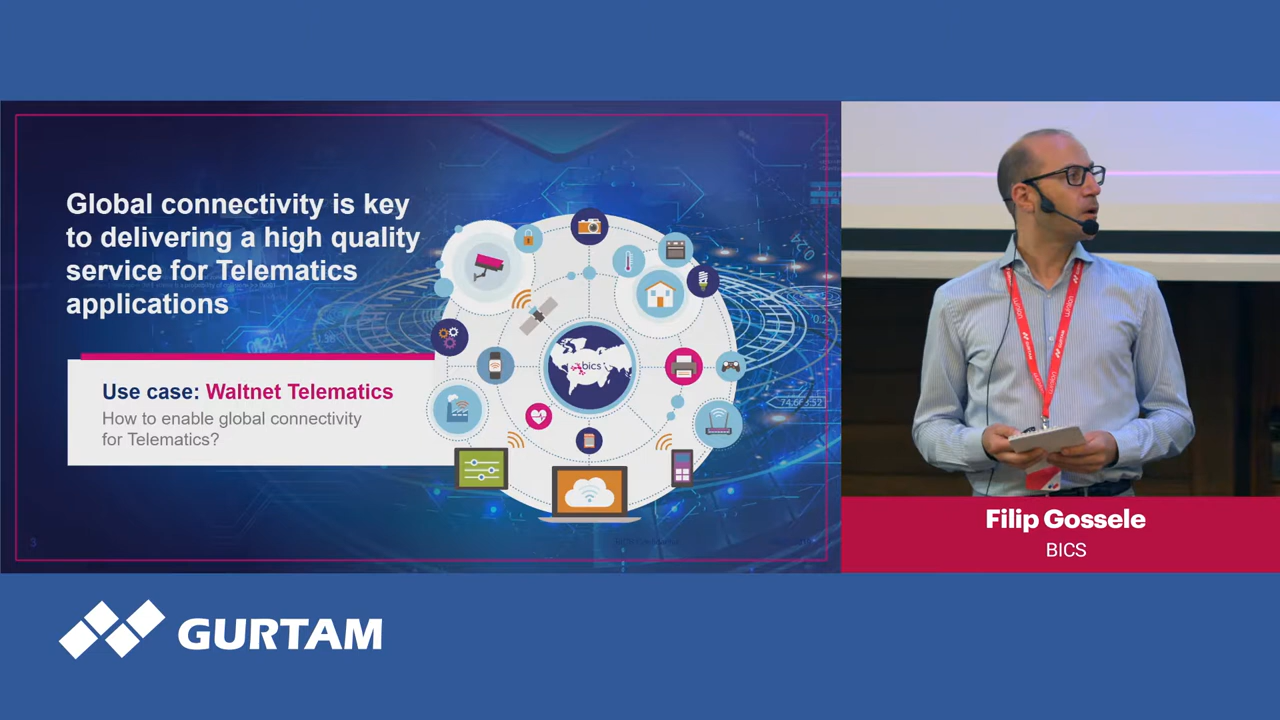 Global connectivity is key
to delivering a high quality
service for Telematics
applications
Use case: Waltnet Telematics
How to enable global connectivity
for Telematics?
bics
3
Filip Gossele
BICS
GURTAM